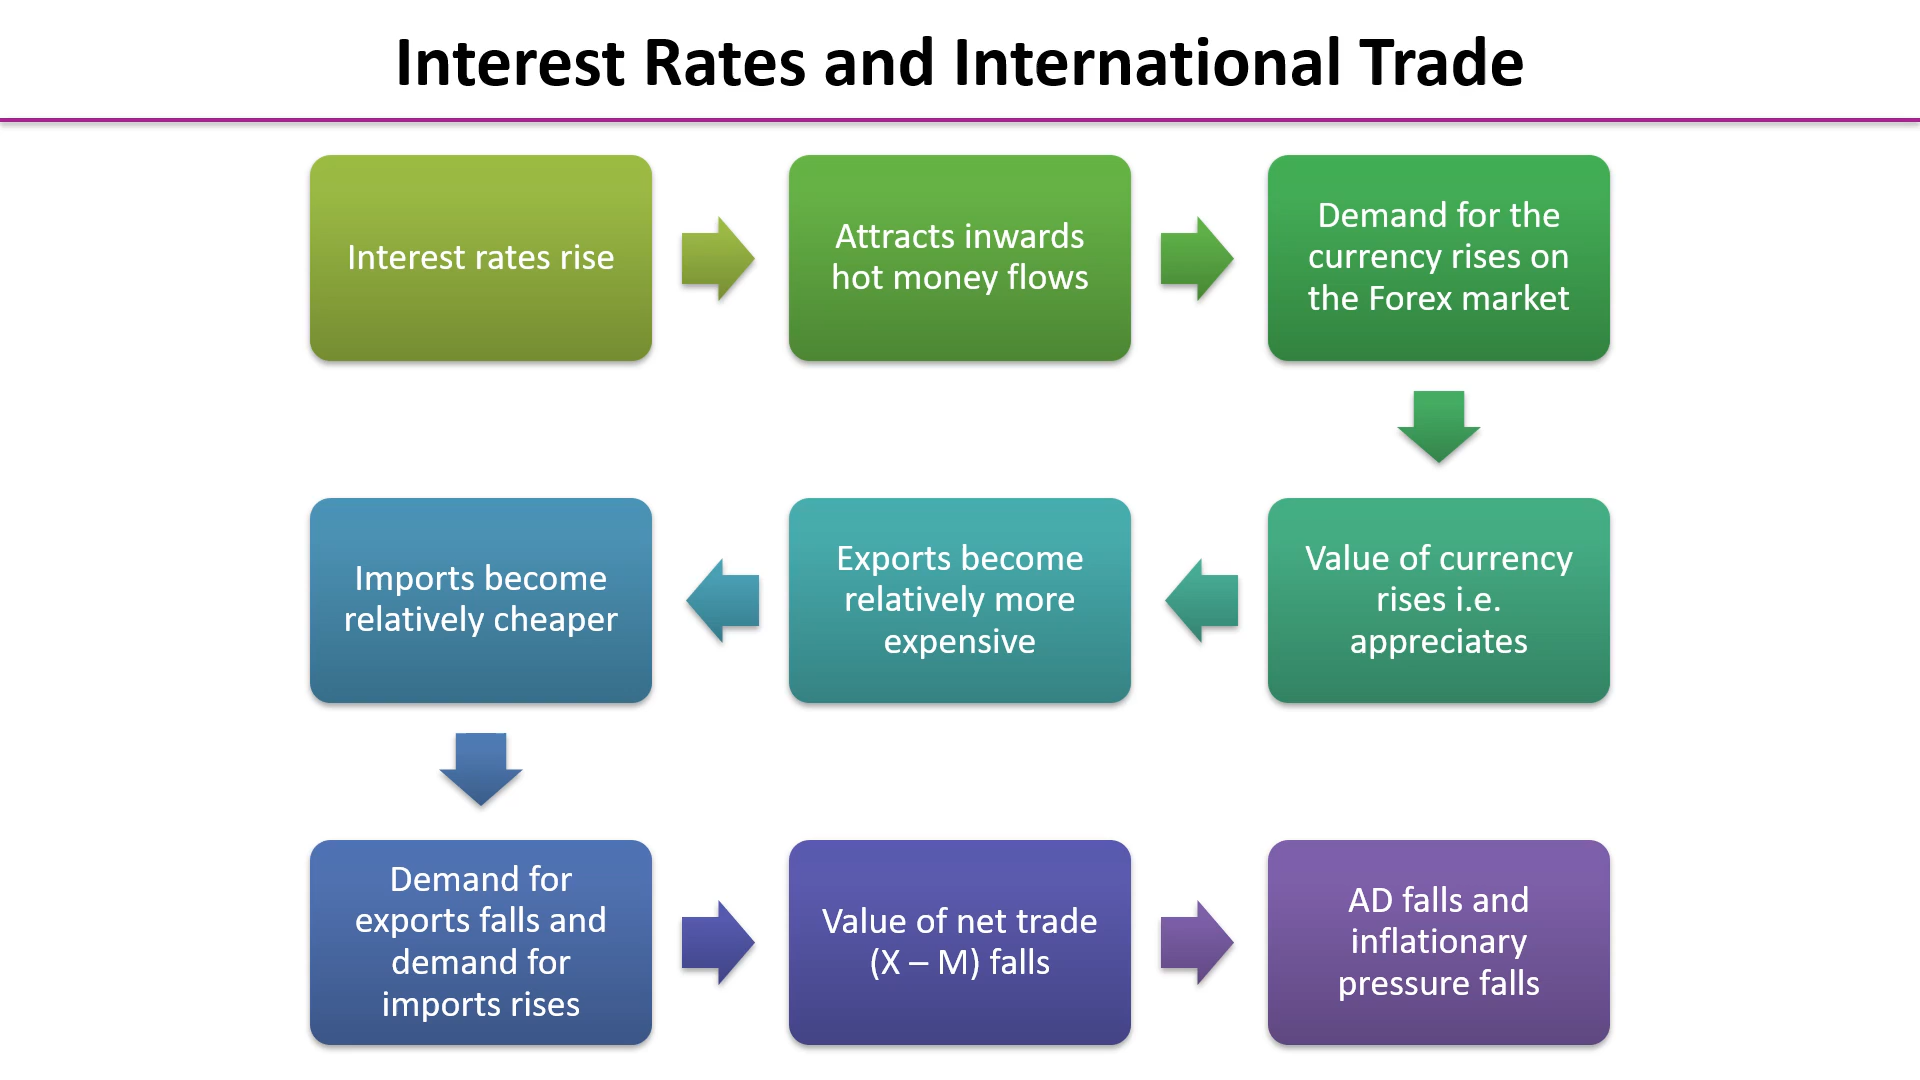 Interest Rates and International Trade
Interest rates rise
Attracts inwards
hot money flows
Demand for the
currency rises on
the Forex market
Value of currency
rises i.e.
appreciates
Exports become
relatively more
expensive
Imports become
relatively cheaper
Demand for
exports falls and
demand for
imports rises
Value of net trade
(X – M) falls
AD falls and
inflationary
pressure falls